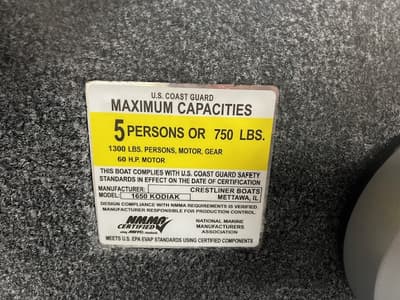 U.S. COAST GUARD
MAXIMUM CAPACITIES
5 PERSONS OR 750 LBS.
1300 LBS. PERSONS, MOTOR, GEAR
60 H.P. MOTOR
THIS BOAT COMPLIES WITH U.S. COAST GUARD SAFETY
STANDARDS IN EFFECT ON THE DATE OF CERTIFICATION
MANUFACTURER: CRESTLINER BOATS
MODEL: 1650 KODIAK METTAWA, IL
DESIGN COMPLIANCE WITH NMMA REQUIREMENTS IS VERIFIED.
MANUFACTURER RESPONSIBLE FOR PRODUCTION CONTROL.
NMMA
CERTIFIED
using ABYC standards
NATIONAL MARINE
MANUFACTURERS
ASSOCIATION
MEETS U.S. EPA EVAP STANDARDS USING CERTIFIED COMPONENTS